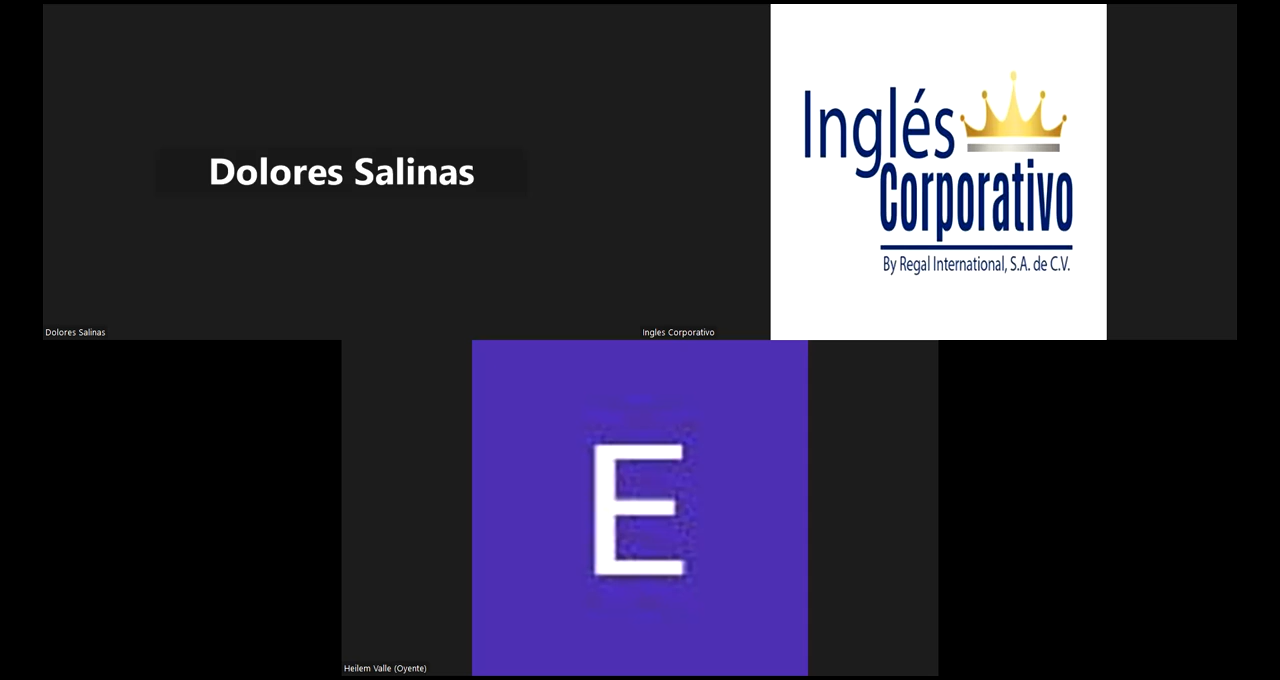 Dolores Salinas
Dolores Salinas
Inglés
Corporativo
By Regal International, S.A. de C.V.
Ingles Corporativo
E
Heilem Valle (Oyente)